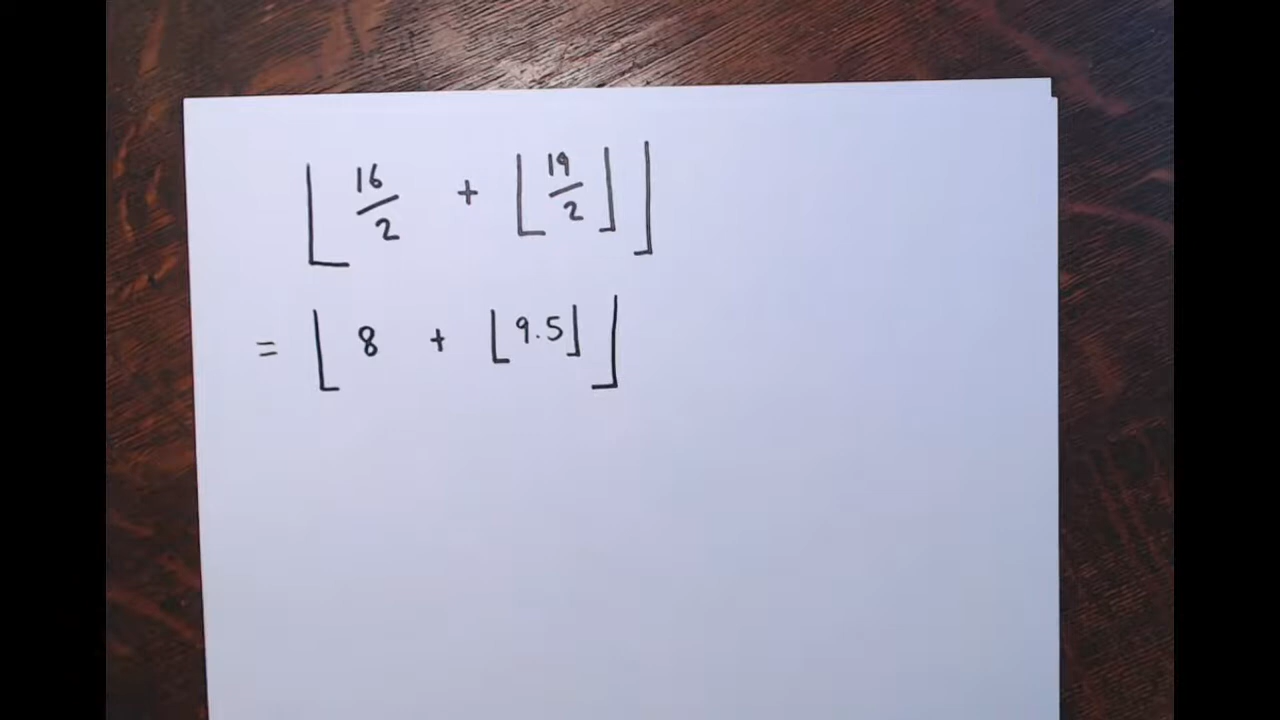 ⌊ 16/2 + ⌊ 19/2 ⌋ ⌋
= ⌊ 8 + ⌊ 9.5 ⌋ ⌋